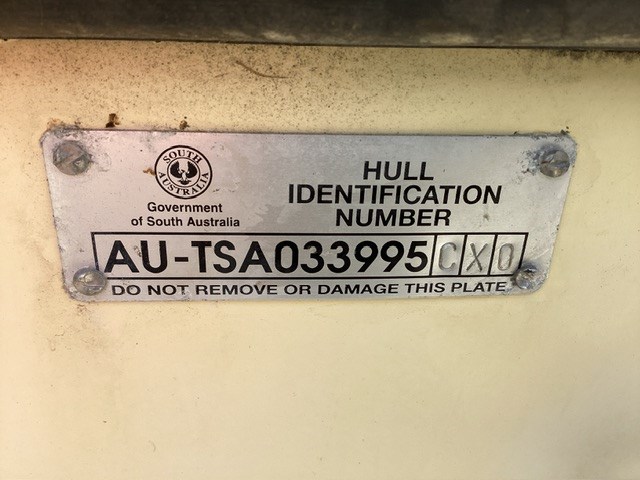 SOUTH AUSTRALIA
Government
of South Australia
HULL
IDENTIFICATION
NUMBER
AU-TSA033995CX0
DO NOT REMOVE OR DAMAGE THIS PLATE